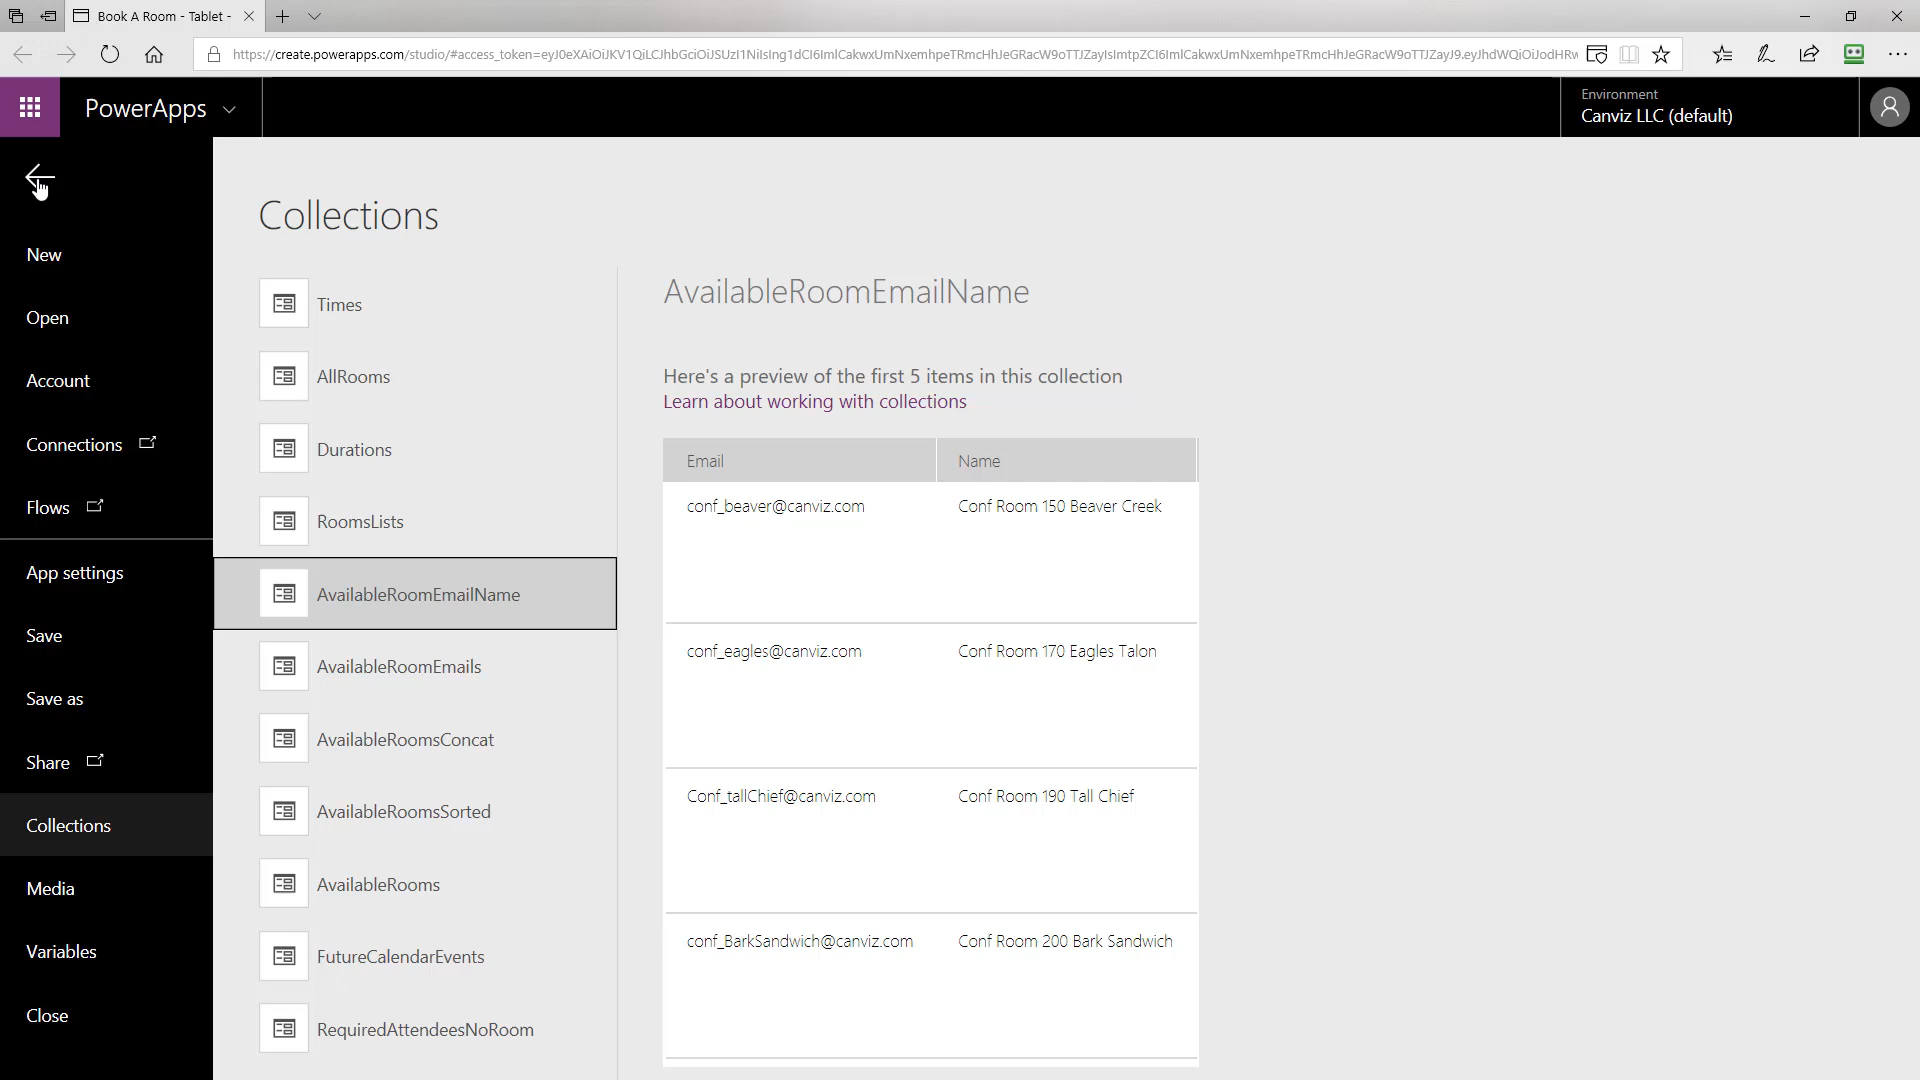 Book A Room - Tablet -
https://create.powerapps.com/studio/#access_token=
PowerApps
Environment
Canviz LLC (default)
New
Open
Account
Connections
Flows
App settings
Save
Save as
Share
Collections
Media
Variables
Close
Collections
Times
AllRooms
Durations
RoomsLists
AvailableRoomEmailName
AvailableRoomEmails
AvailableRoomsConcat
AvailableRoomsSorted
AvailableRooms
FutureCalendarEvents
RequiredAttendeesNoRoom
AvailableRoomEmailName
Here's a preview of the first 5 items in this collection
Learn about working with collections
Email Name
conf_beaver@canviz.com Conf Room 150 Beaver Creek
conf_eagles@canviz.com Conf Room 170 Eagles Talon
Conf_tallChief@canviz.com Conf Room 190 Tall Chief
conf_BarkSandwich@canviz.com Conf Room 200 Bark Sandwich